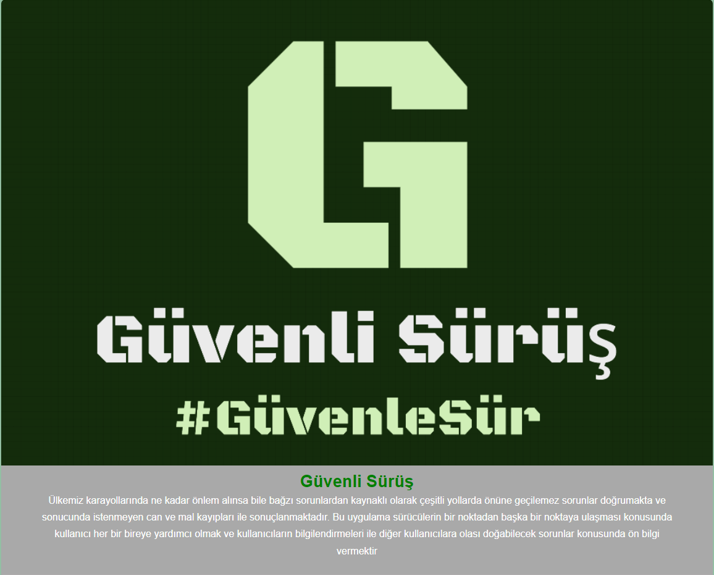 G
Güvenli Sürüş
#GüvenleSür
Güvenli Sürüş
Ülkemiz karayollarında ne kadar önlem alınsa bile bağzı sorunlardan kaynaklı olarak çeşitli yollarda önüne geçilemez sorunlar doğrumakta ve
sonucunda istenmeyen can ve mal kayıpları ile sonuçlanmaktadır. Bu uygulama sürücülerin bir noktadan başka bir noktaya ulaşması konusunda
kullanıcı her bir bireye yardımcı olmak ve kullanıcıların bilgilendirmeleri ile diğer kullanıcılara olası doğabilecek sorunlar konusunda ön bilgi
vermektir